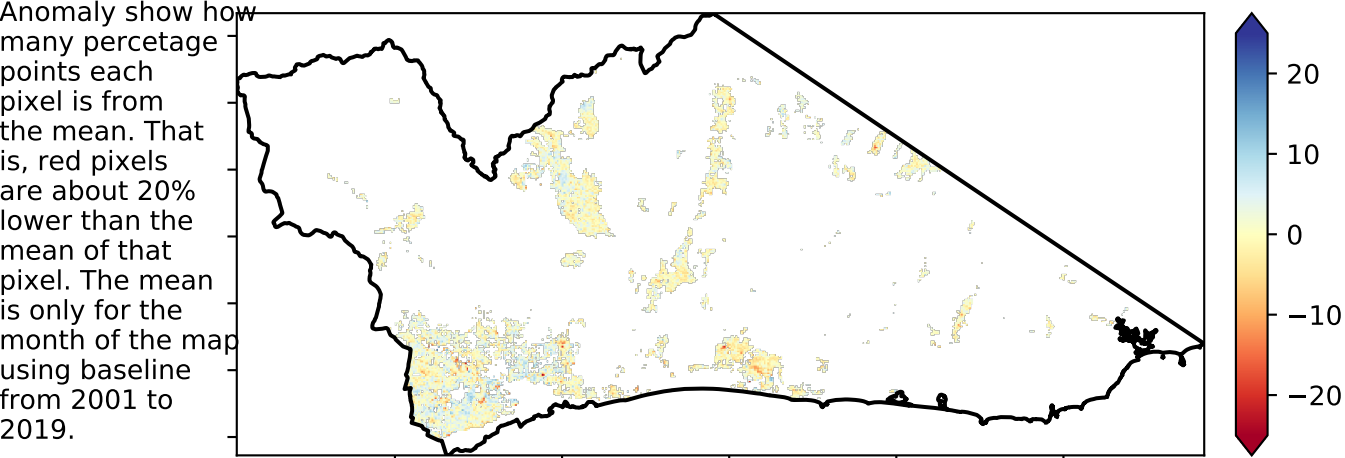 Anomaly show how
many percetage
points each
pixel is from
the mean. That
is, red pixels
are about 20%
lower than the
mean of that
pixel. The mean
is only for the
month of the map
using baseline
from 2001 to
2019.
20
10
0
−10
−20